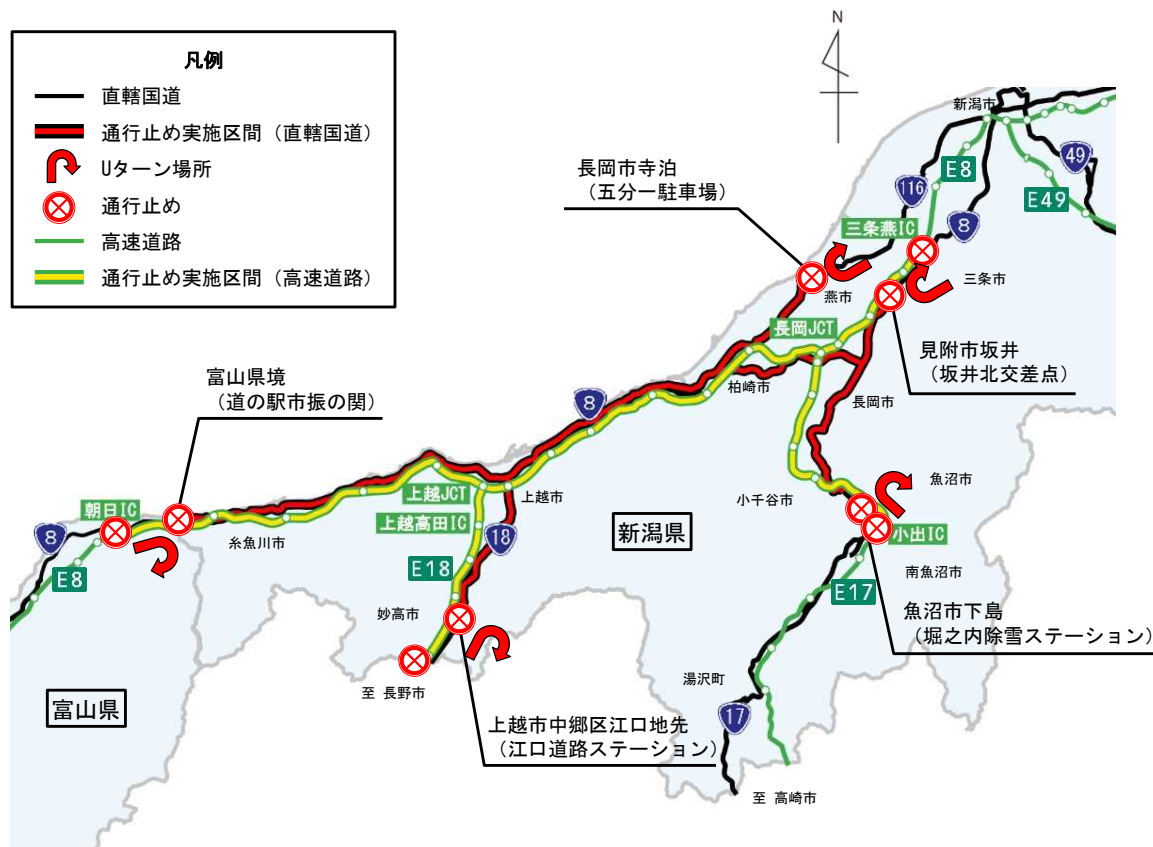 凡例
直轄国道
通行止め実施区間（直轄国道）
Uターン場所
通行止め
高速道路
通行止め実施区間（高速道路）
N
新潟市
49
E8
116
E49
長岡市寺泊
（五分一駐車場）
三条燕IC
8
三条市
燕市
長岡JCT
見附市坂井
（坂井北交差点）
富山県境
（道の駅市振の関）
柏崎市
8
長岡市
魚沼市
上越JCT
上越市
小千谷市
朝日IC
上越高田IC
新潟県
小出IC
8
糸魚川市
18
E8
E18
南魚沼市
E17
妙高市
魚沼市下島
（堀之内除雪ステーション）
至 長野市
湯沢町
富山県
17
上越市中郷区江口地先
（江口道路ステーション）
至 高崎市